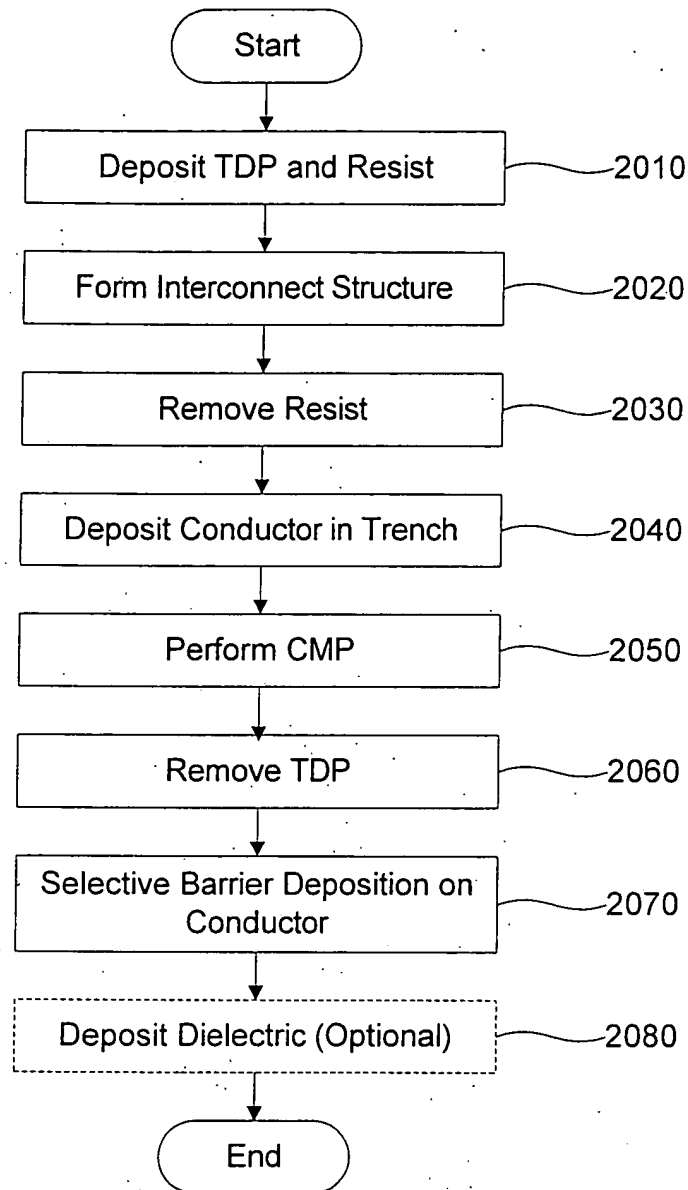 Start
Deposit TDP and Resist
2010
Form Interconnect Structure
2020
Remove Resist
2030
Deposit Conductor in Trench
2040
Perform CMP
2050
Remove TDP
2060
Selective Barrier Deposition on
Conductor
2070
Deposit Dielectric (Optional)
2080
End